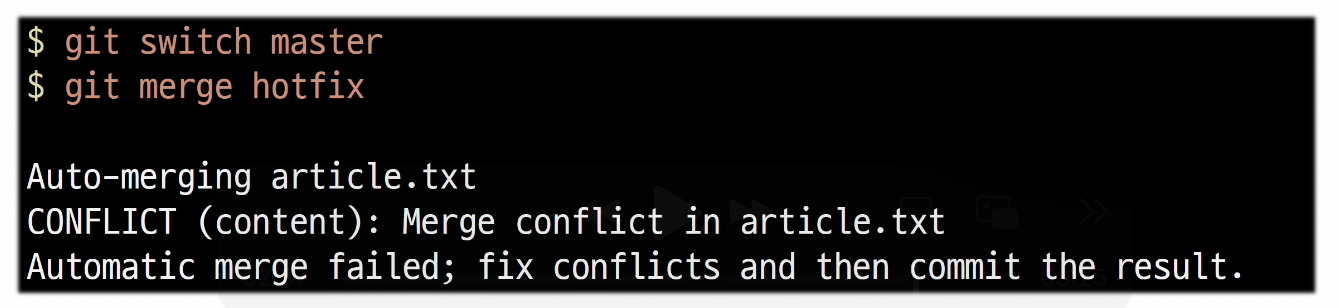 $ git switch master
$ git merge hotfix
Auto-merging article.txt
CONFLICT (content): Merge conflict in article.txt
Automatic merge failed; fix conflicts and then commit the result.